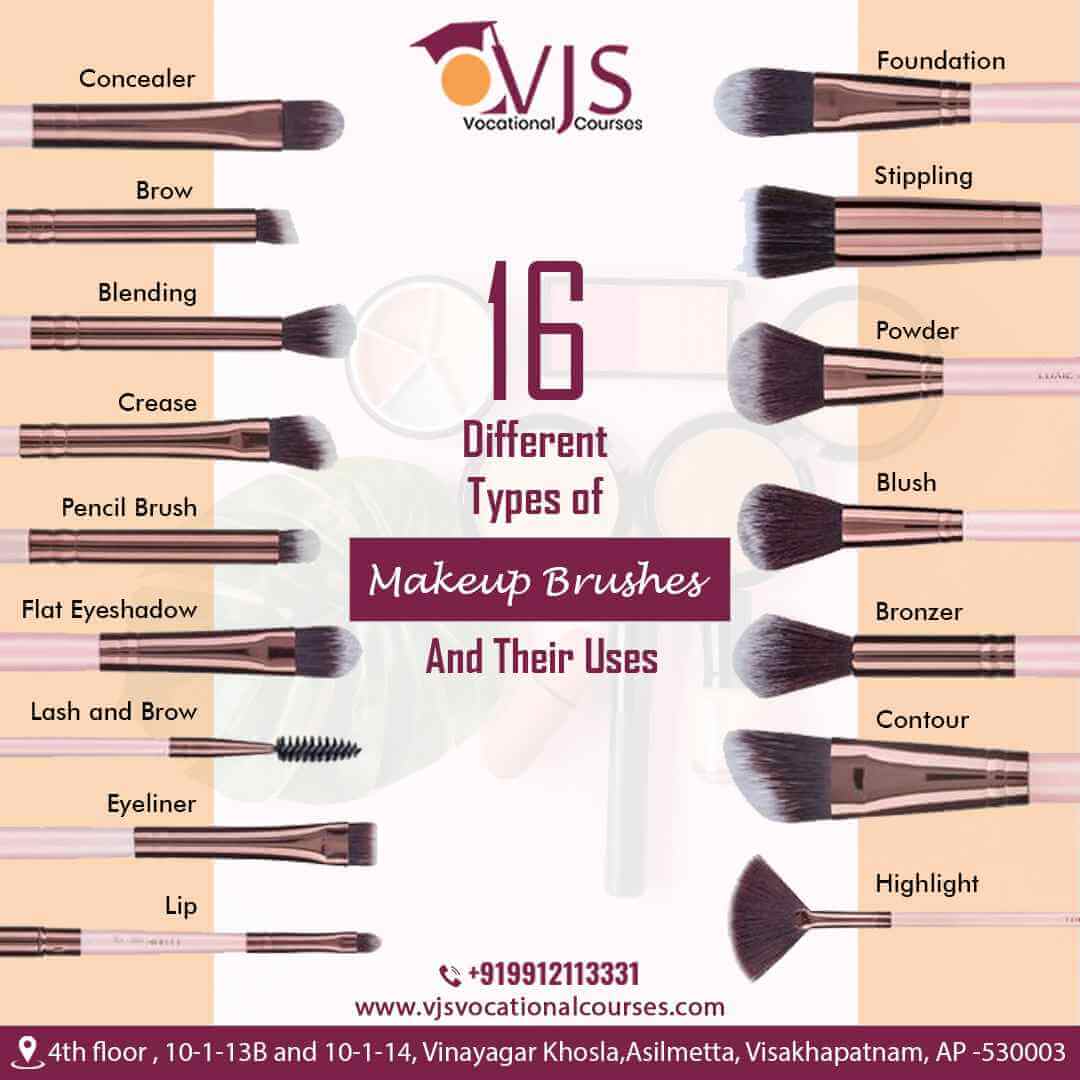 VJS
Vocational Courses
Concealer
Brow
Blending
Crease
Pencil Brush
Flat Eyeshadow
Lash and Brow
Eyeliner
Lip
16
Different
Types of
Makeup Brushes
And Their Uses
Foundation
Stippling
Powder
Blush
Bronzer
Contour
Highlight
+919912113331
www.vjsvocationalcourses.com
4th floor , 10-1-13B and 10-1-14, Vinayagar Khosla,Asilmetta, Visakhapatnam, AP -530003